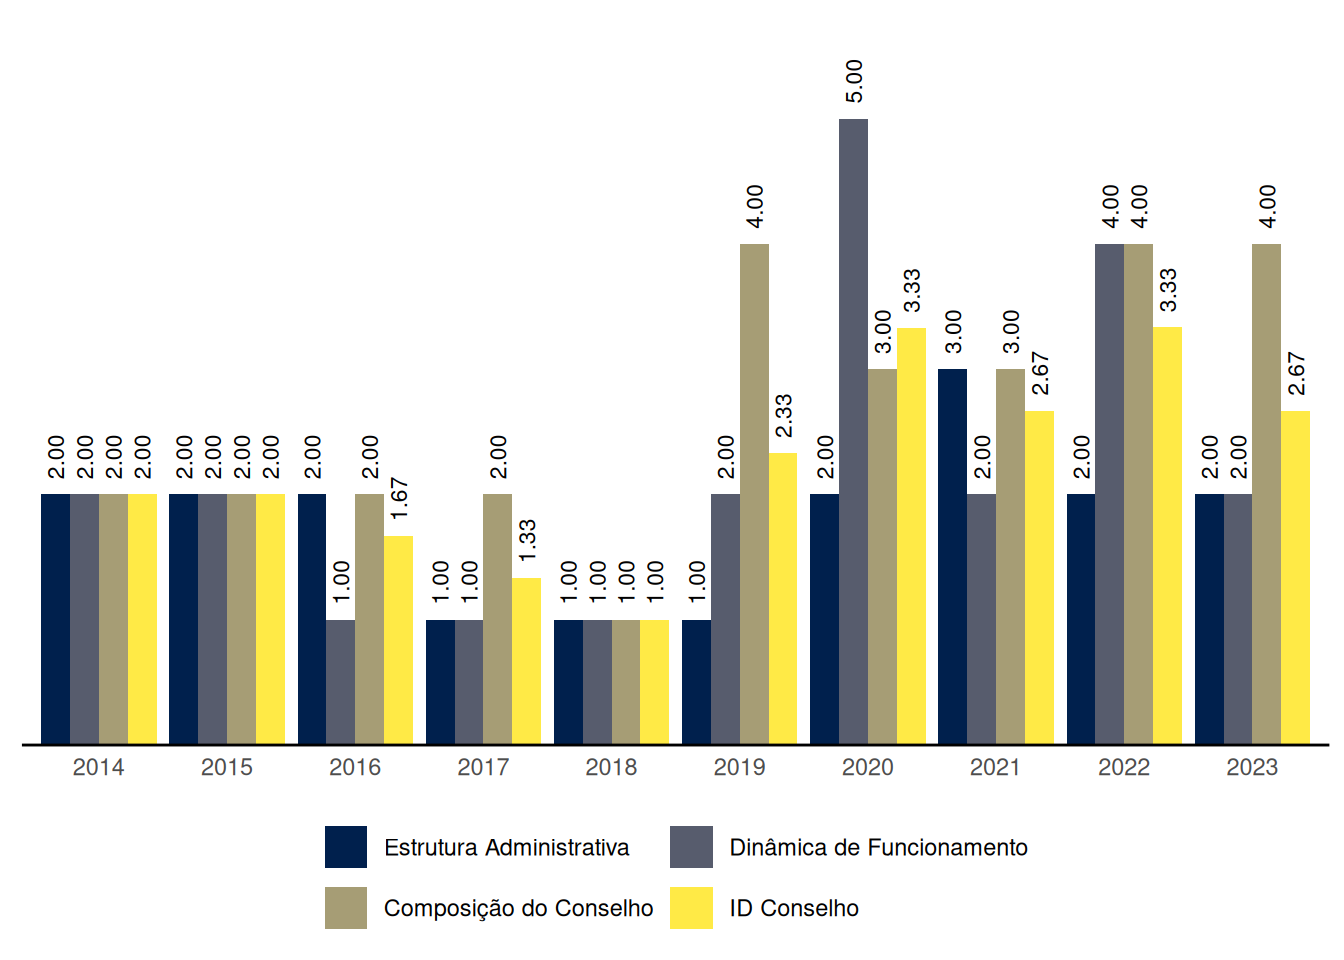 5.00
4.00 4.00 4.00 4.00
3.33 3.33
3.00 3.00 3.00
2.67 2.67
2.33
2.00 2.00 2.00 2.00 2.00 2.00 2.00 2.00 2.00 2.00 2.00 2.00 2.00 2.00 2.00 2.00 2.00 2.00
1.67
1.33
1.00 1.00 1.00 1.00 1.00 1.00 1.00 1.00
2014 2015 2016 2017 2018 2019 2020 2021 2022 2023
Estrutura Administrativa Dinâmica de Funcionamento
Composição do Conselho ID Conselho